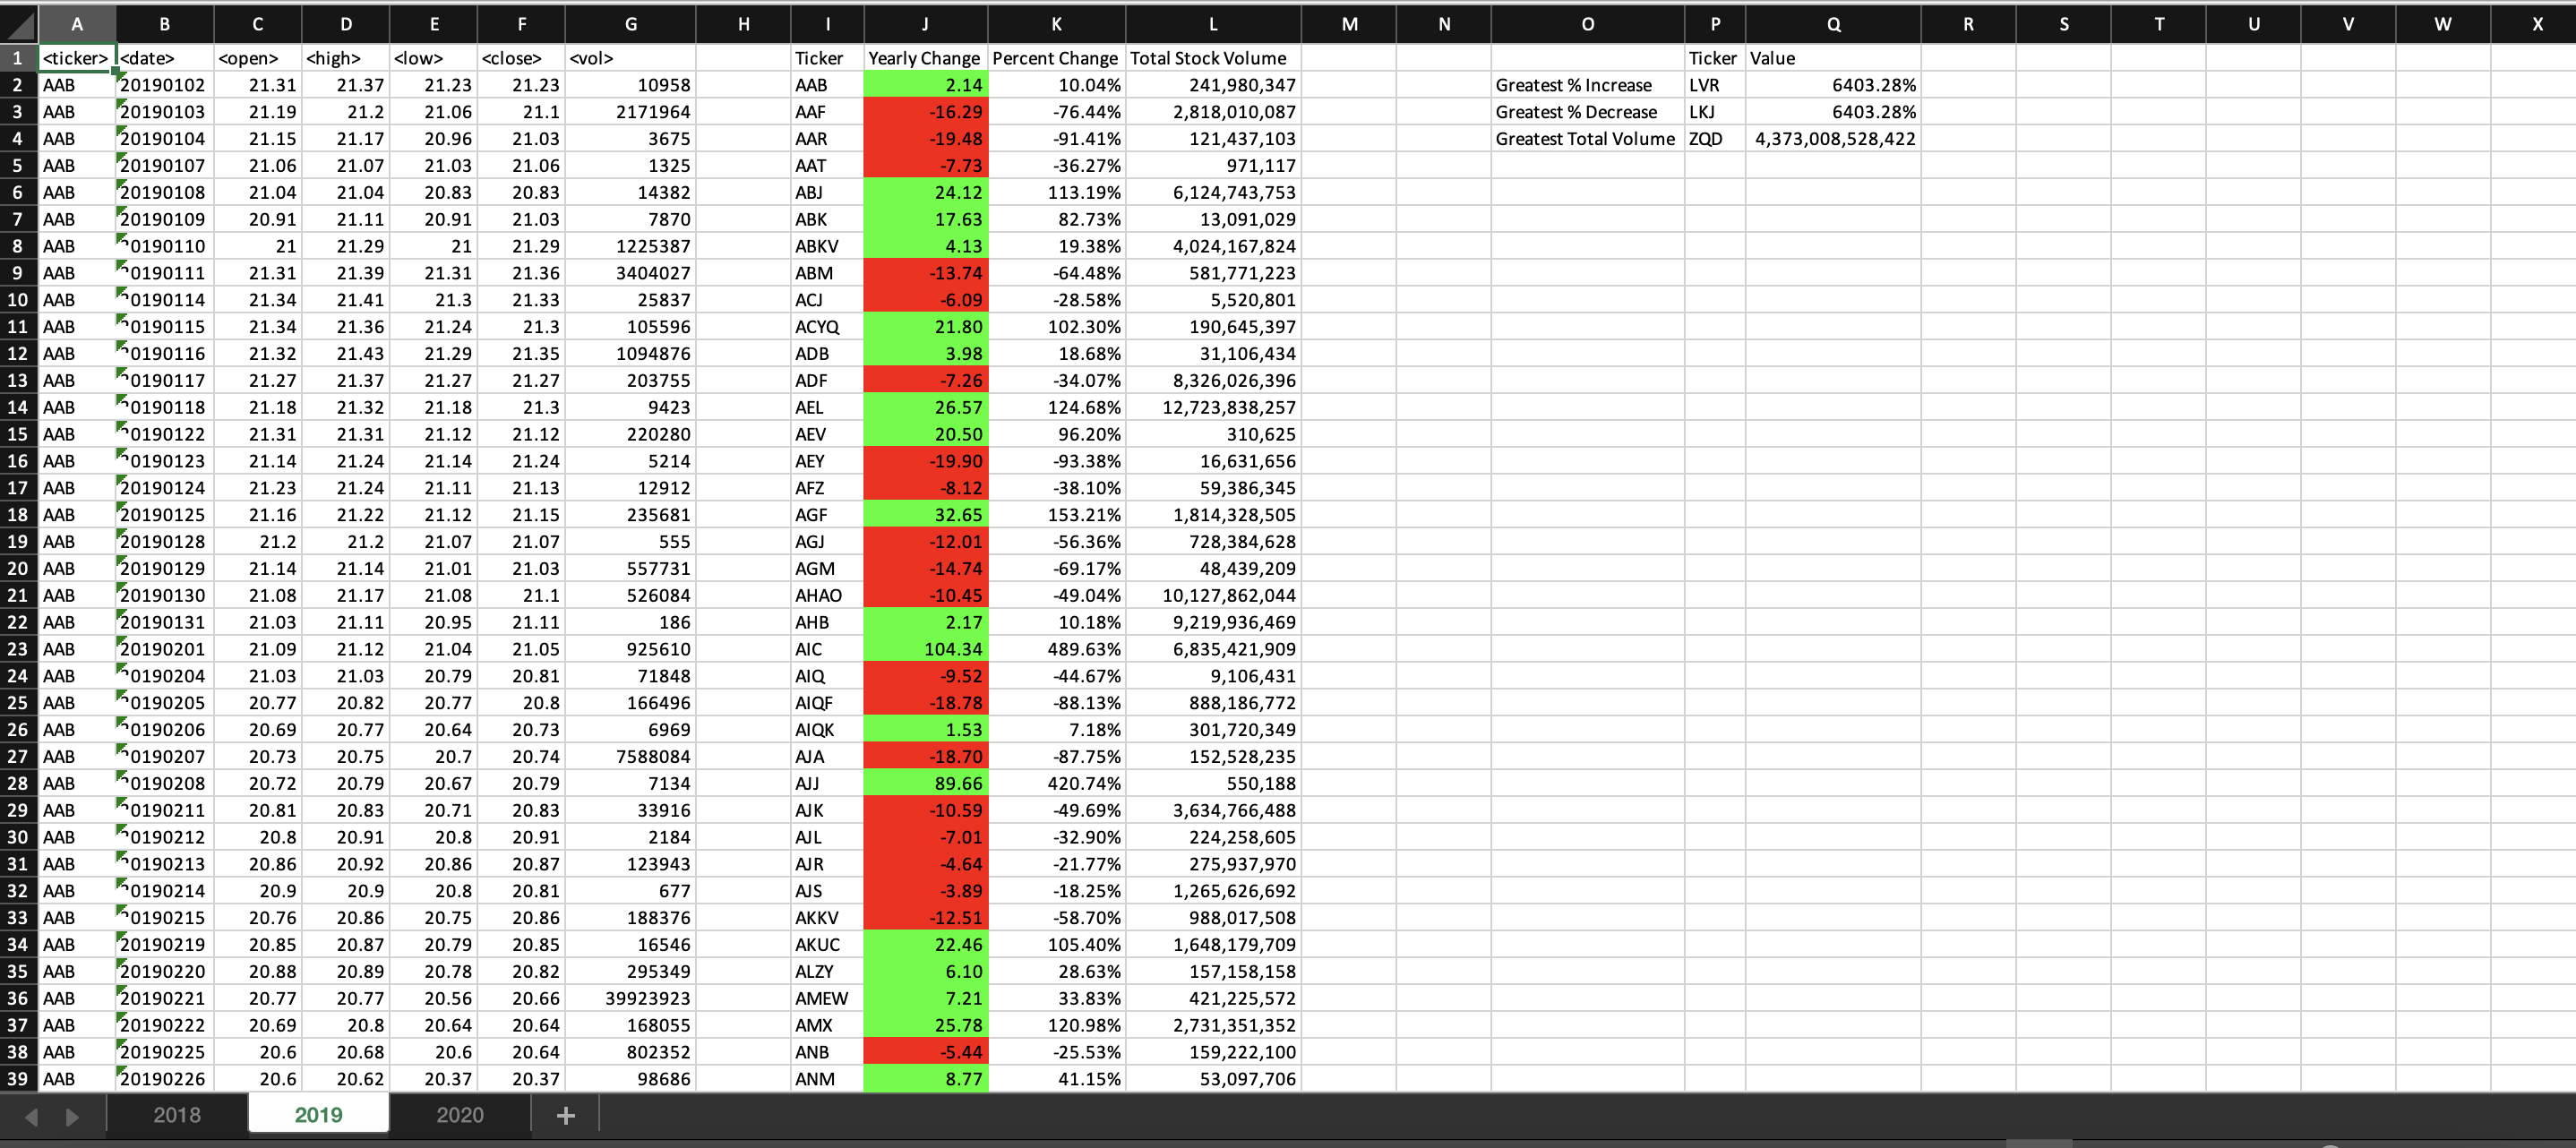 A B C D E F G H I J K L M N O P Q R S T U V W X
1 <ticker> <date> <open> <high> <low> <close> <vol> Ticker Yearly Change Percent Change Total Stock Volume Ticker Value
2 AAB 20190102 21.31 21.37 21.23 21.23 10958 AAB 2.14 10.04% 241,980,347 Greatest % Increase LVR 6403.28%
3 AAB 20190103 21.19 21.2 21.06 21.1 2171964 AAF -16.29 -76.44% 2,818,010,087 Greatest % Decrease LKJ 6403.28%
4 AAB 20190104 21.15 21.17 20.96 21.03 3675 AAR -19.48 -91.41% 121,437,103 Greatest Total Volume ZQD 4,373,008,528,422
5 AAB 20190107 21.06 21.07 21.03 21.06 1325 AAT -7.73 -36.27% 971,117
6 AAB 20190108 21.04 21.04 20.83 20.83 14382 ABJ 24.12 113.19% 6,124,743,753
7 AAB 20190109 20.91 21.11 20.91 21.03 7870 ABK 17.63 82.73% 13,091,029
8 AAB 20190110 21 21.29 21 21.29 1225387 ABKV 4.13 19.38% 4,024,167,824
9 AAB 20190111 21.31 21.39 21.31 21.36 3404027 ABM -13.74 -64.48% 581,771,223
10 AAB 20190114 21.34 21.41 21.3 21.33 25837 ACJ -6.09 -28.58% 5,520,801
11 AAB 20190115 21.34 21.36 21.24 21.3 105596 ACYQ 21.80 102.30% 190,645,397
12 AAB 20190116 21.32 21.43 21.29 21.35 1094876 ADB 3.98 18.68% 31,106,434
13 AAB 20190117 21.27 21.37 21.27 21.27 203755 ADF -7.26 -34.07% 8,326,026,396
14 AAB 20190118 21.18 21.32 21.18 21.3 9423 AEL 26.57 124.68% 12,723,838,257
15 AAB 20190122 21.31 21.31 21.12 21.12 220280 AEV 20.50 96.20% 310,625
16 AAB 20190123 21.14 21.24 21.14 21.24 5214 AEY -19.90 -93.38% 16,631,656
17 AAB 20190124 21.23 21.24 21.11 21.13 12912 AFZ -8.12 -38.10% 59,386,345
18 AAB 20190125 21.16 21.22 21.12 21.15 235681 AGF 32.65 153.21% 1,814,328,505
19 AAB 20190128 21.2 21.2 21.07 21.07 555 AGJ -12.01 -56.36% 728,384,628
20 AAB 20190129 21.14 21.14 21.01 21.03 557731 AGM -14.74 -69.17% 48,439,209
21 AAB 20190130 21.08 21.17 21.08 21.1 526084 AHAO -10.45 -49.04% 10,127,862,044
22 AAB 20190131 21.03 21.11 20.95 21.11 186 AHB 2.17 10.18% 9,219,936,469
23 AAB 20190201 21.09 21.12 21.04 21.05 925610 AIC 104.34 489.63% 6,835,421,909
24 AAB 20190204 21.03 21.03 20.79 20.81 71848 AIQ -9.52 -44.67% 9,106,431
25 AAB 20190205 20.77 20.82 20.77 20.8 166496 AIQF -18.78 -88.13% 888,186,772
26 AAB 20190206 20.69 20.77 20.64 20.73 6969 AIQK 1.53 7.18% 301,720,349
27 AAB 20190207 20.73 20.75 20.7 20.74 7588084 AJA -18.70 -87.75% 152,528,235
28 AAB 20190208 20.72 20.79 20.67 20.79 7134 AJJ 89.66 420.74% 550,188
29 AAB 20190211 20.81 20.83 20.71 20.83 33916 AJK -10.59 -49.69% 3,634,766,488
30 AAB 20190212 20.8 20.91 20.8 20.91 2184 AJL -7.01 -32.90% 224,258,605
31 AAB 20190213 20.86 20.92 20.86 20.87 123943 AJR -4.64 -21.77% 275,937,970
32 AAB 20190214 20.9 20.9 20.8 20.81 677 AJS -3.89 -18.25% 1,265,626,692
33 AAB 20190215 20.76 20.86 20.75 20.86 188376 AKKV -12.51 -58.70% 988,017,508
34 AAB 20190219 20.85 20.87 20.79 20.85 16546 AKUC 22.46 105.40% 1,648,179,709
35 AAB 20190220 20.88 20.89 20.78 20.82 295349 ALZY 6.10 28.63% 157,158,158
36 AAB 20190221 20.77 20.77 20.56 20.66 39923923 AMEW 7.21 33.83% 421,225,572
37 AAB 20190222 20.69 20.8 20.64 20.64 168055 AMX 25.78 120.98% 2,731,351,352
38 AAB 20190225 20.6 20.68 20.6 20.64 802352 ANB -5.44 -25.53% 159,222,100
39 AAB 20190226 20.6 20.62 20.37 20.37 98686 ANM 8.77 41.15% 53,097,706
2018 2019 2020 +